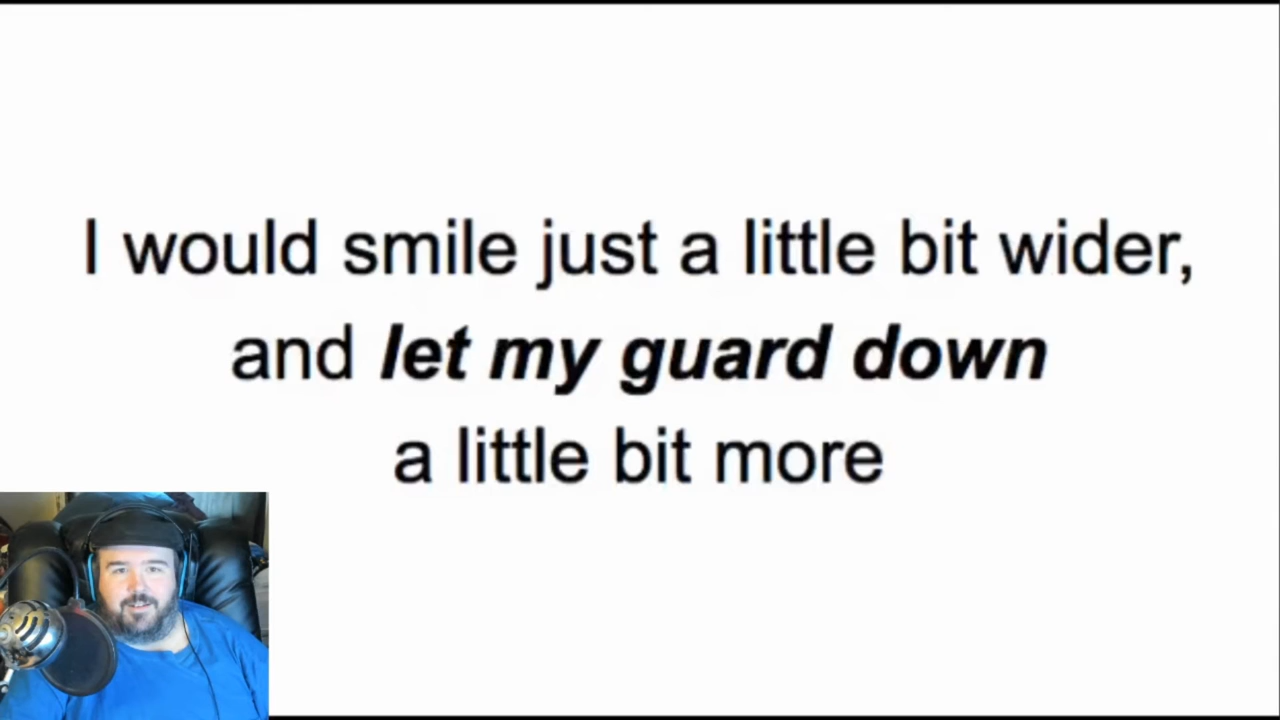 I would smile just a little bit wider,
and let my guard down
a little bit more